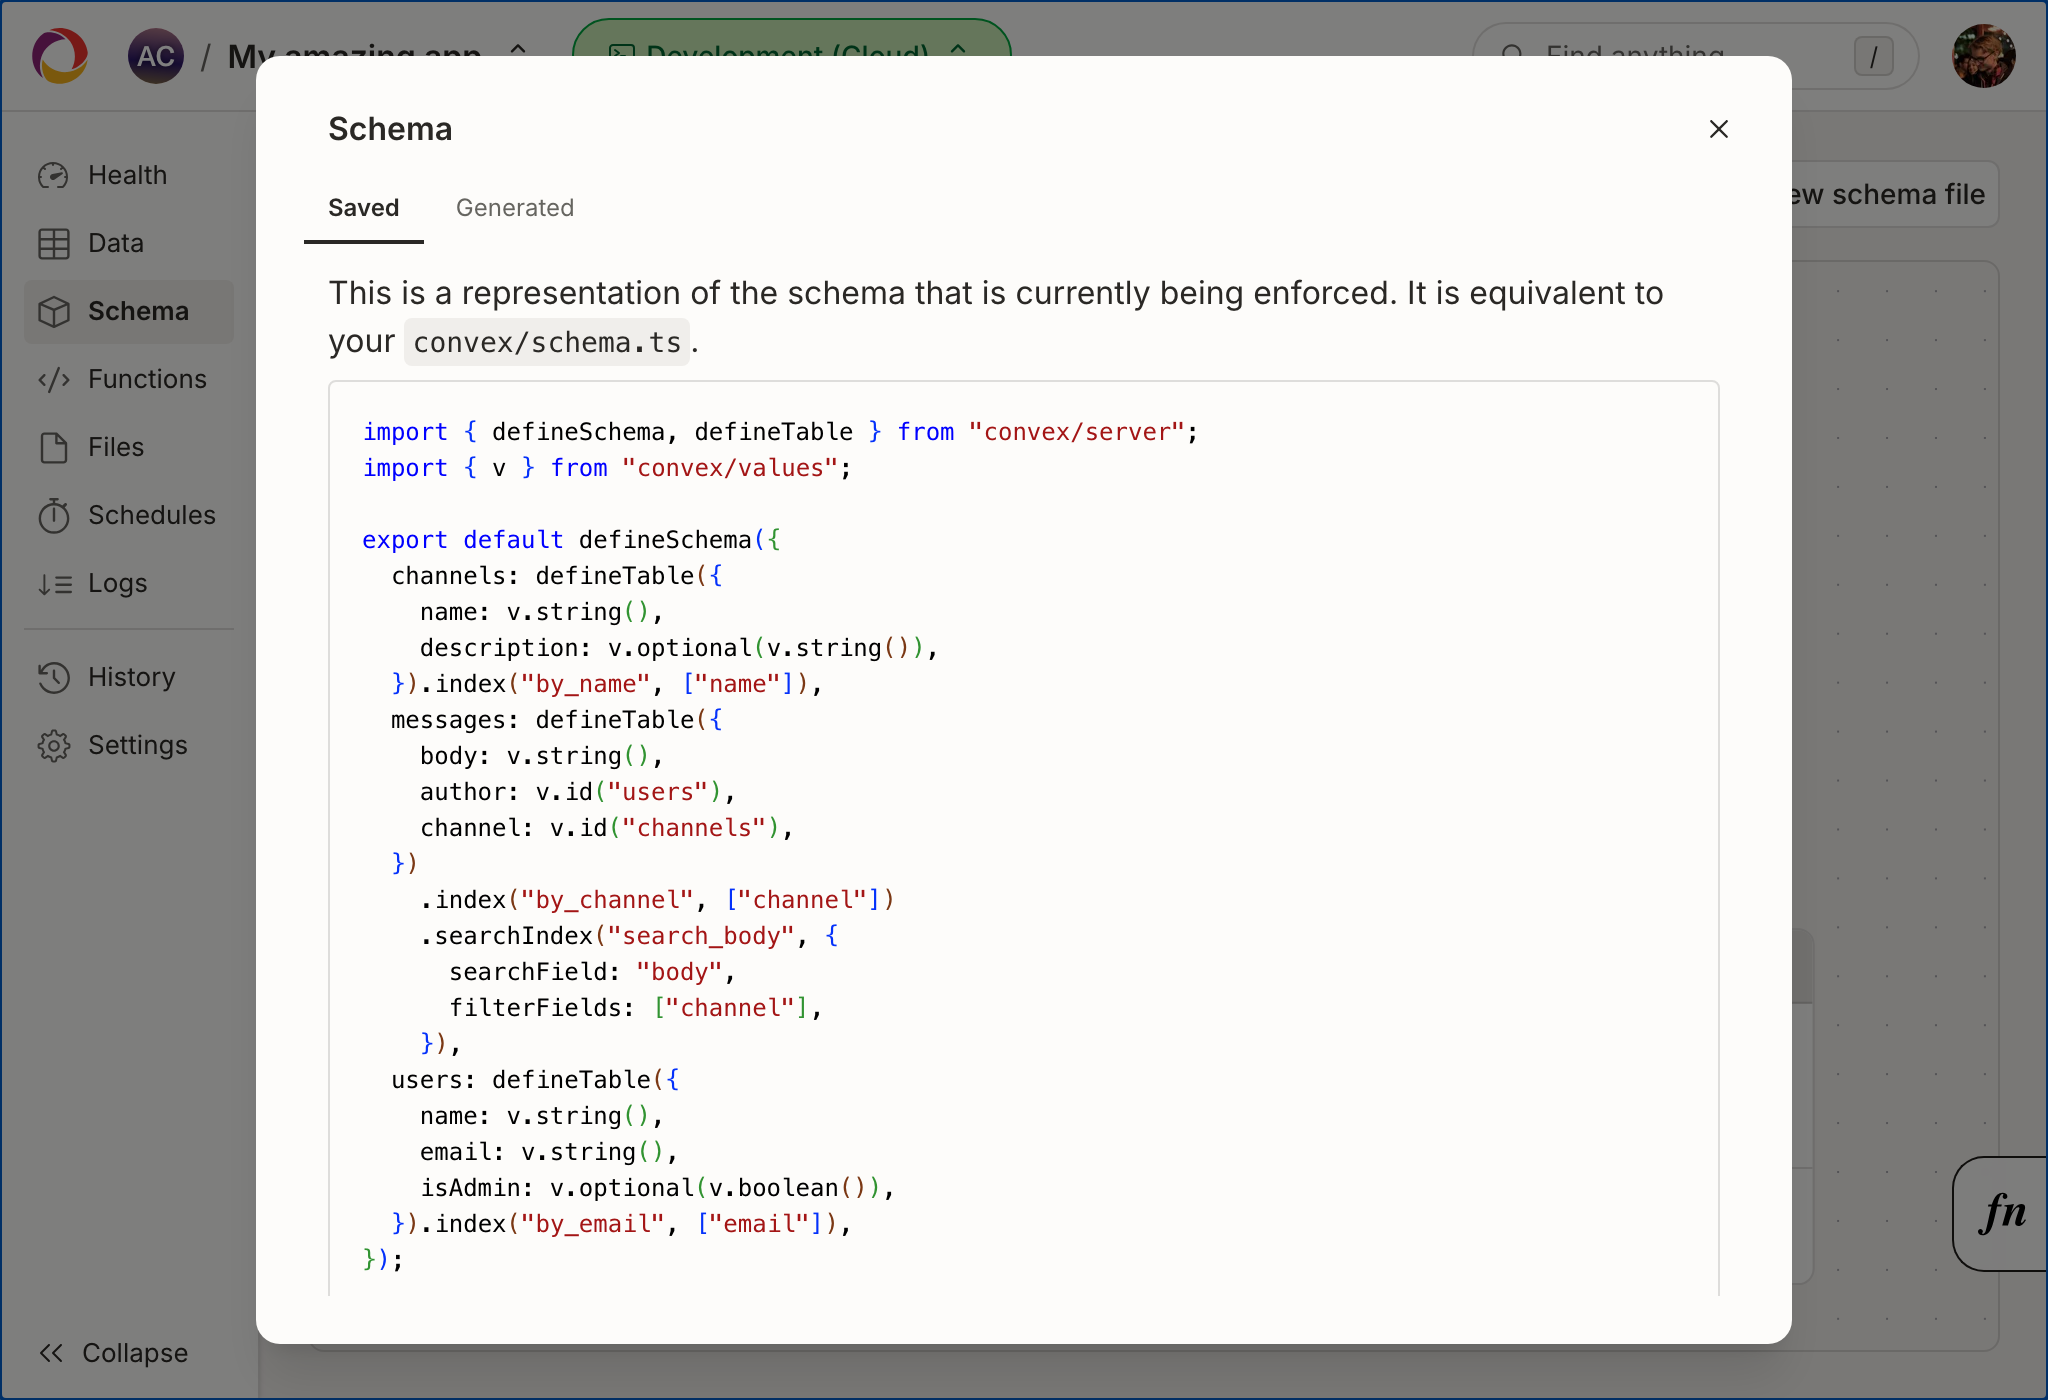 AC / My amazing app
Development (Cloud)
Find anything /
Health
Data
Schema
Functions
Files
Schedules
Logs
History
Settings
Collapse
Schema
Saved Generated
This is a representation of the schema that is currently being enforced. It is equivalent to
your convex/schema.ts.
import { defineSchema, defineTable } from "convex/server";
import { v } from "convex/values";
export default defineSchema({
  channels: defineTable({
    name: v.string(),
    description: v.optional(v.string()),
  }).index("by_name", ["name"]),
  messages: defineTable({
    body: v.string(),
    author: v.id("users"),
    channel: v.id("channels"),
  })
    .index("by_channel", ["channel"])
    .searchIndex("search_body", {
      searchField: "body",
      filterFields: ["channel"],
    }),
  users: defineTable({
    name: v.string(),
    email: v.string(),
    isAdmin: v.optional(v.boolean()),
  }).index("by_email", ["email"]),
});
schema file
fn